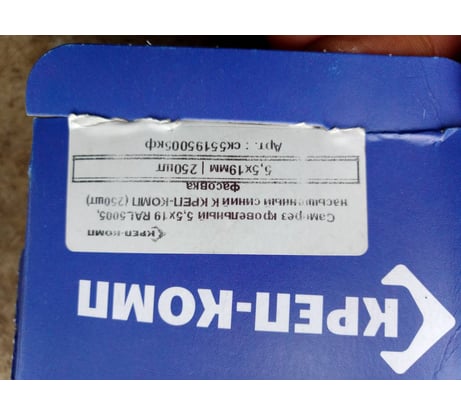 КРЕП-КОМП
КРЕП-КОМП
Саморез кровельный 5,5х19 RAL5005,
насыщенный синий К КРЕП-КОМП (250шт)
фасовка
5,5х19мм | 250шт
Арт. : ск55195005кф